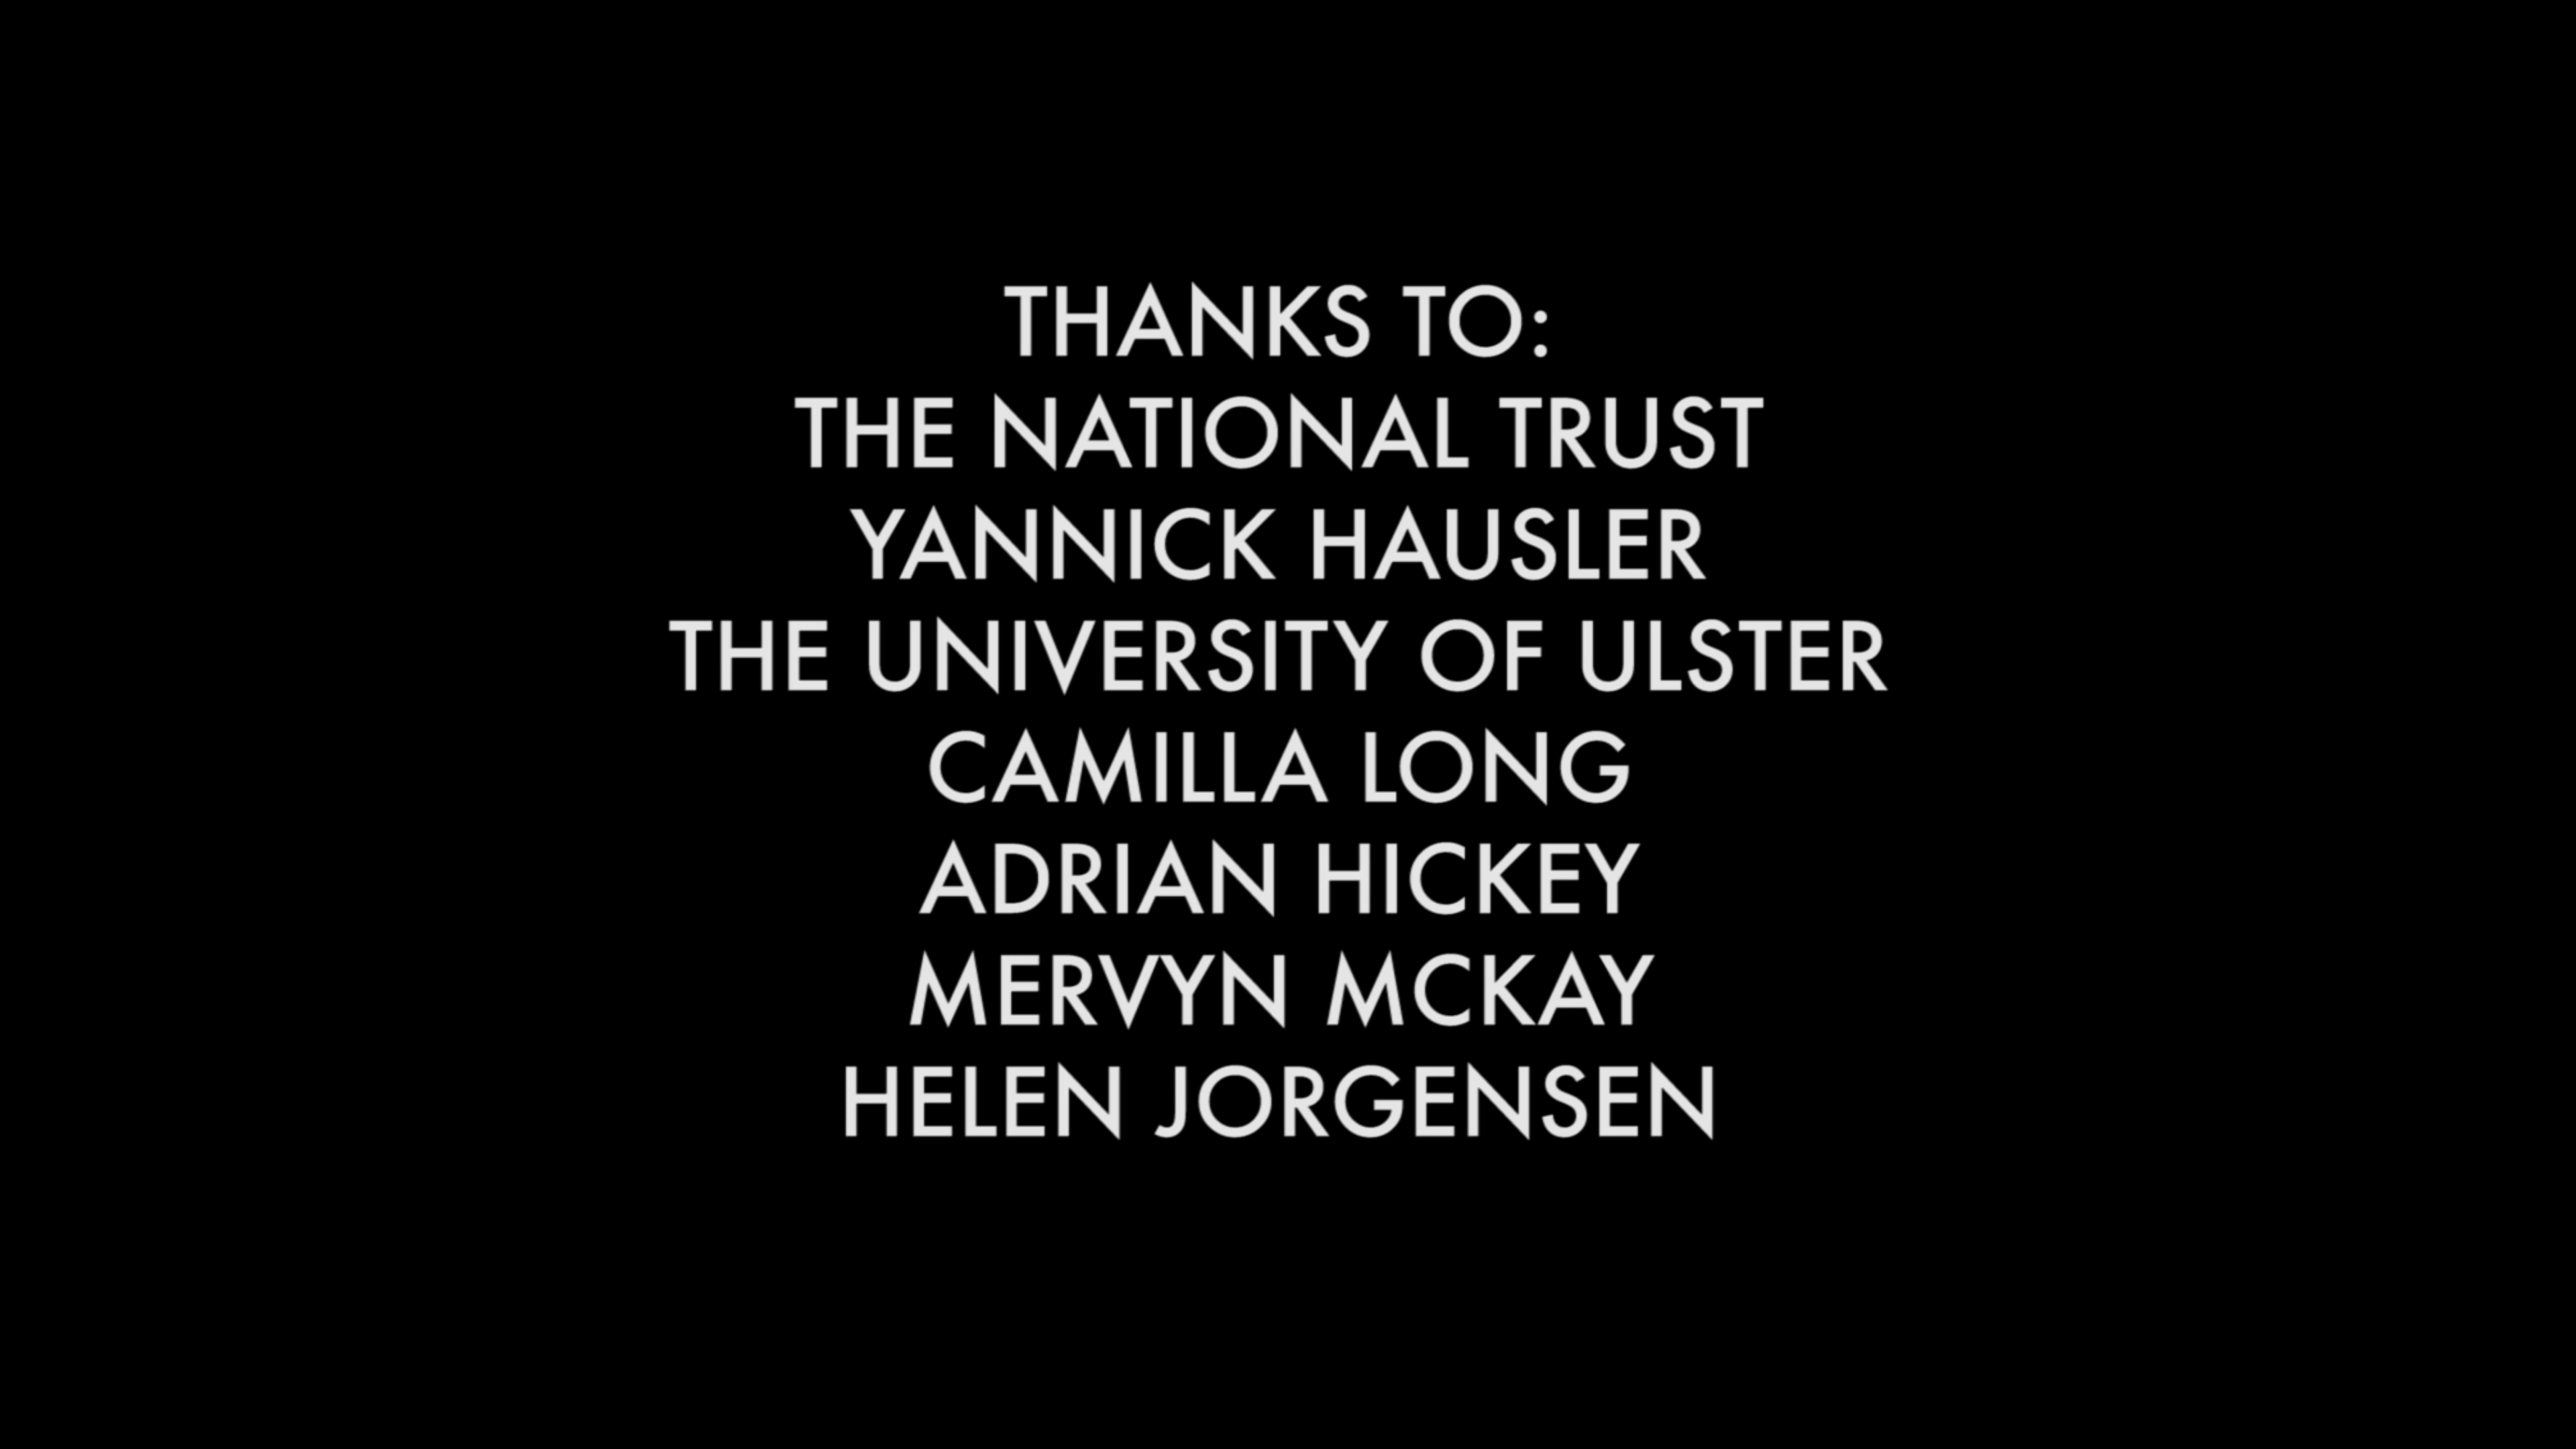 THANKS TO:
THE NATIONAL TRUST
YANNICK HAUSLER
THE UNIVERSITY OF ULSTER
CAMILLA LONG
ADRIAN HICKEY
MERVYN MCKAY
HELEN JORGENSEN